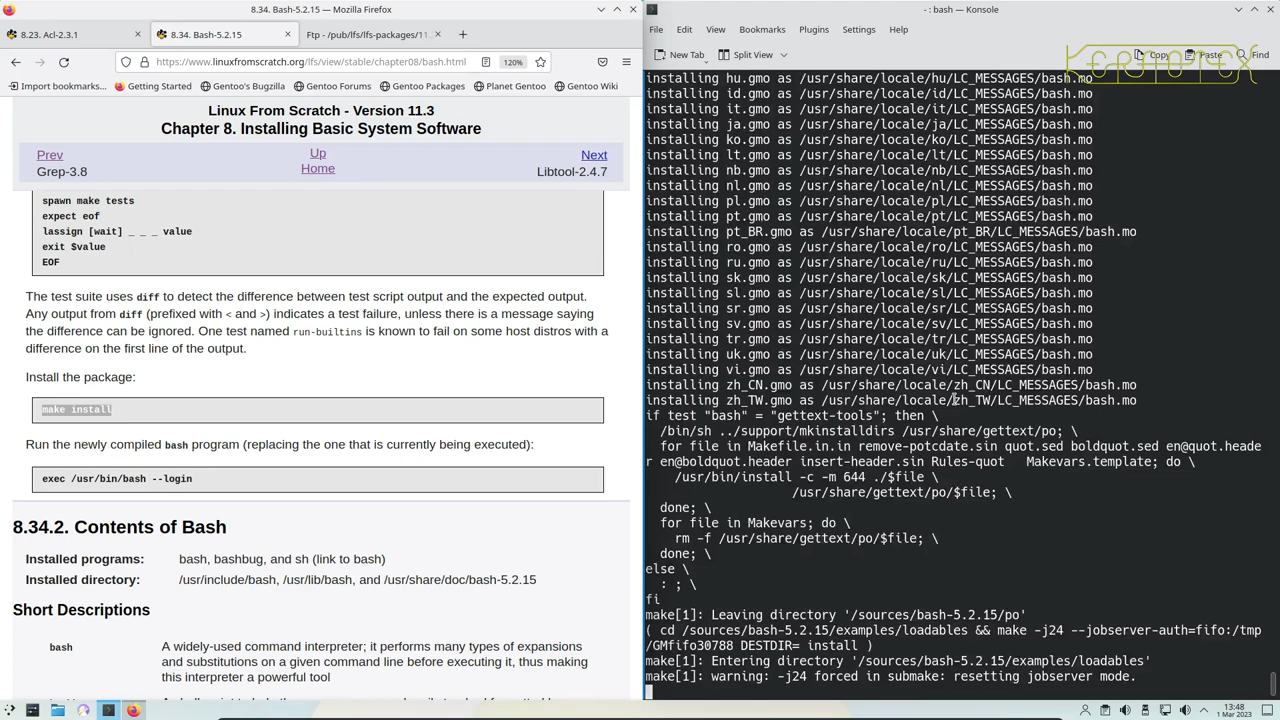 8.34. Bash-5.2.15 — Mozilla Firefox
8.23. Acl-2.3.1
8.34. Bash-5.2.15
Ftp - /pub/lfs/lfs-packages/11.
https://www.linuxfromscratch.org/lfs/view/stable/chapter08/bash.html
120%
Import bookmarks...
Getting Started
Gentoo's Bugzilla
Gentoo Forums
Gentoo Packages
Planet Gentoo
Gentoo Wiki
Linux From Scratch - Version 11.3
Chapter 8. Installing Basic System Software
Prev
Up
Next
Grep-3.8
Home
Libtool-2.4.7
spawn make tests
expect eof
lassign [wait] _ _ _ value
exit $value
EOF
The test suite uses diff to detect the difference between test script output and the expected output.
Any output from diff (prefixed with < and >) indicates a test failure, unless there is a message saying
the difference can be ignored. One test named run-builtins is known to fail on some host distros with a
difference on the first line of the output.
Install the package:
make install
Run the newly compiled bash program (replacing the one that is currently being executed):
exec /usr/bin/bash --login
8.34.2. Contents of Bash
Installed programs: bash, bashbug, and sh (link to bash)
Installed directory: /usr/include/bash, /usr/lib/bash, and /usr/share/doc/bash-5.2.15
Short Descriptions
bash
A widely-used command interpreter; it performs many types of expansions
and substitutions on a given command line before executing it, thus making
this interpreter a powerful tool
- : bash — Konsole
File
Edit
View
Bookmarks
Plugins
Settings
Help
New Tab
Split View
Copy
Paste
Find
installing hu.gmo as /usr/share/locale/hu/LC_MESSAGES/bash.mo
installing id.gmo as /usr/share/locale/id/LC_MESSAGES/bash.mo
installing it.gmo as /usr/share/locale/it/LC_MESSAGES/bash.mo
installing ja.gmo as /usr/share/locale/ja/LC_MESSAGES/bash.mo
installing ko.gmo as /usr/share/locale/ko/LC_MESSAGES/bash.mo
installing lt.gmo as /usr/share/locale/lt/LC_MESSAGES/bash.mo
installing nb.gmo as /usr/share/locale/nb/LC_MESSAGES/bash.mo
installing nl.gmo as /usr/share/locale/nl/LC_MESSAGES/bash.mo
installing pl.gmo as /usr/share/locale/pl/LC_MESSAGES/bash.mo
installing pt.gmo as /usr/share/locale/pt/LC_MESSAGES/bash.mo
installing pt_BR.gmo as /usr/share/locale/pt_BR/LC_MESSAGES/bash.mo
installing ro.gmo as /usr/share/locale/ro/LC_MESSAGES/bash.mo
installing ru.gmo as /usr/share/locale/ru/LC_MESSAGES/bash.mo
installing sk.gmo as /usr/share/locale/sk/LC_MESSAGES/bash.mo
installing sl.gmo as /usr/share/locale/sl/LC_MESSAGES/bash.mo
installing sr.gmo as /usr/share/locale/sr/LC_MESSAGES/bash.mo
installing sv.gmo as /usr/share/locale/sv/LC_MESSAGES/bash.mo
installing tr.gmo as /usr/share/locale/tr/LC_MESSAGES/bash.mo
installing uk.gmo as /usr/share/locale/uk/LC_MESSAGES/bash.mo
installing vi.gmo as /usr/share/locale/vi/LC_MESSAGES/bash.mo
installing zh_CN.gmo as /usr/share/locale/zh_CN/LC_MESSAGES/bash.mo
installing zh_TW.gmo as /usr/share/locale/zh_TW/LC_MESSAGES/bash.mo
if test "bash" = "gettext-tools"; then \
/bin/sh ../support/mkinstalldirs /usr/share/gettext/po; \
for file in Makefile.in.in remove-potcdate.sin quot.sed boldquot.sed en@quot.heade
r en@boldquot.header insert-header.sin Rules-quot   Makevars.template; do \
/usr/bin/install -c -m 644 ./$file \
/usr/share/gettext/po/$file; \
done; \
for file in Makevars; do \
rm -f /usr/share/gettext/po/$file; \
done; \
else \
: ; \
fi
make[1]: Leaving directory '/sources/bash-5.2.15/po'
( cd /sources/bash-5.2.15/examples/loadables && make -j24 --jobserver-auth=fifo:/tmp
/GMfifo30788 DESTDIR= install )
make[1]: Entering directory '/sources/bash-5.2.15/examples/loadables'
make[1]: warning: -j24 forced in submake: resetting jobserver mode.
13:48
1 Mar 2023